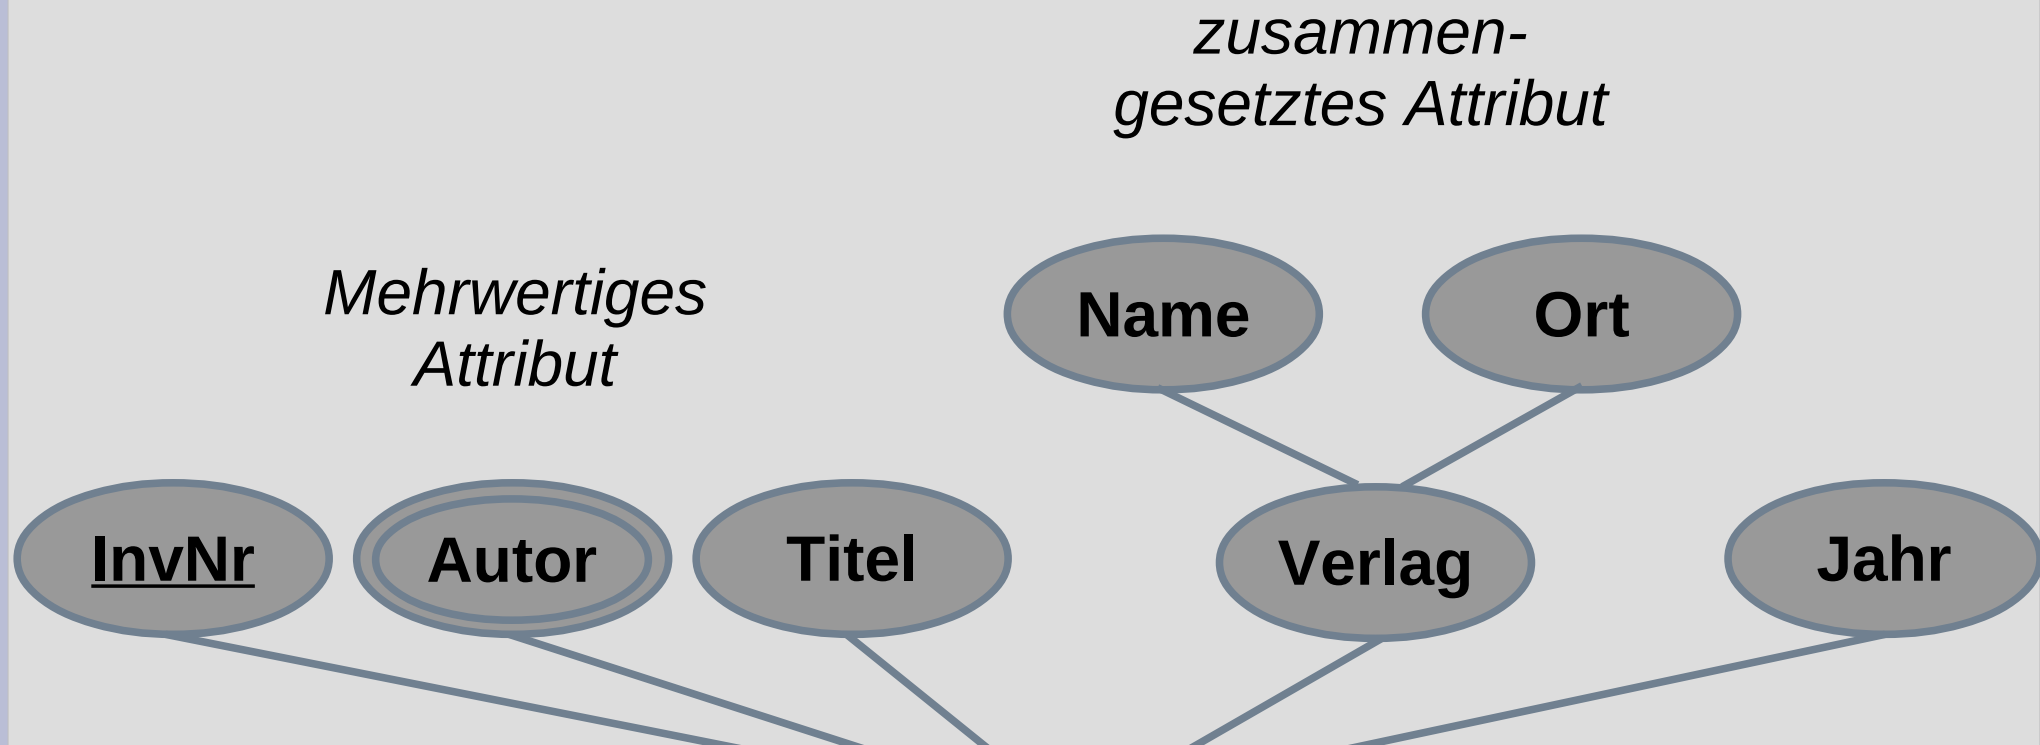 zusammen-
gesetztes Attribut
Mehrwertiges
Attribut
Name
Ort
InvNr
Autor
Titel
Verlag
Jahr